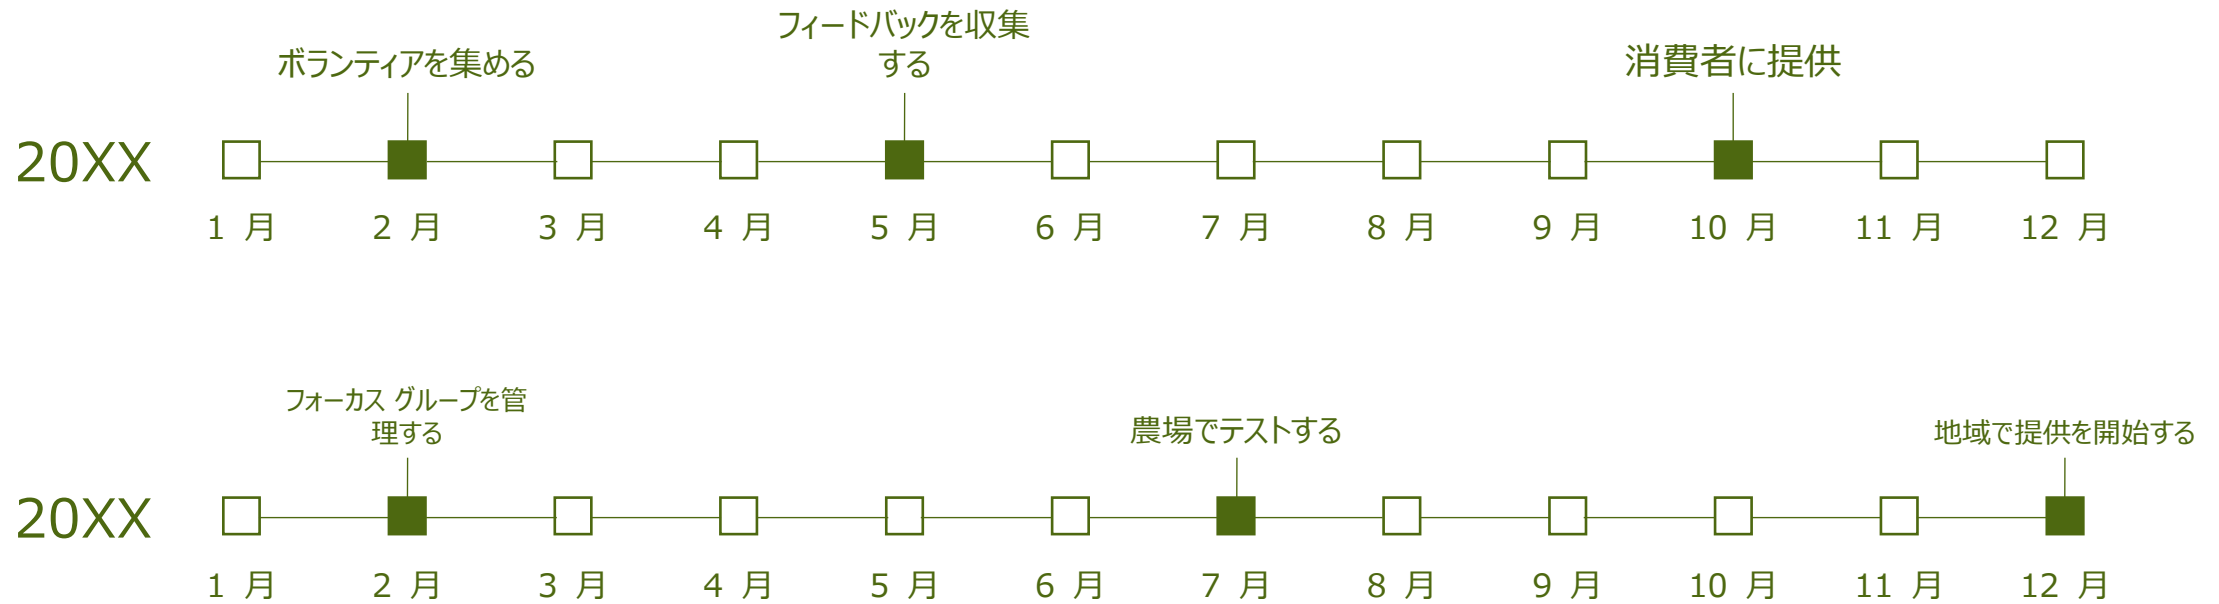 フィードバックを収集
する
ボランティアを集める
消費者に提供
20XX
1 月 2 月 3 月 4 月 5 月 6 月 7 月 8 月 9 月 10 月 11 月 12 月
フォーカス グループを管
理する
農場でテストする
地域で提供を開始する
20XX
1 月 2 月 3 月 4 月 5 月 6 月 7 月 8 月 9 月 10 月 11 月 12 月